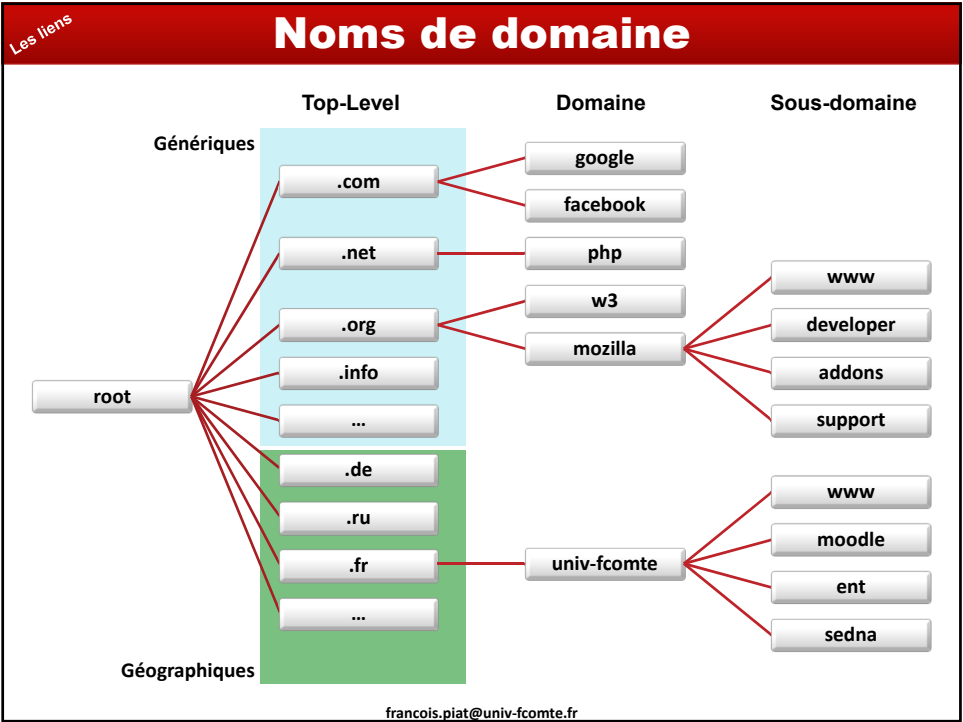 Les liens
Noms de domaine
Top-Level
Domaine
Sous-domaine
Génériques
.com
google
facebook
.net
php
.org
w3
mozilla
www
developer
addons
support
.info
...
root
.de
.ru
.fr
...
univ-fcomte
www
moodle
ent
sedna
Géographiques
francois.piat@univ-fcomte.fr